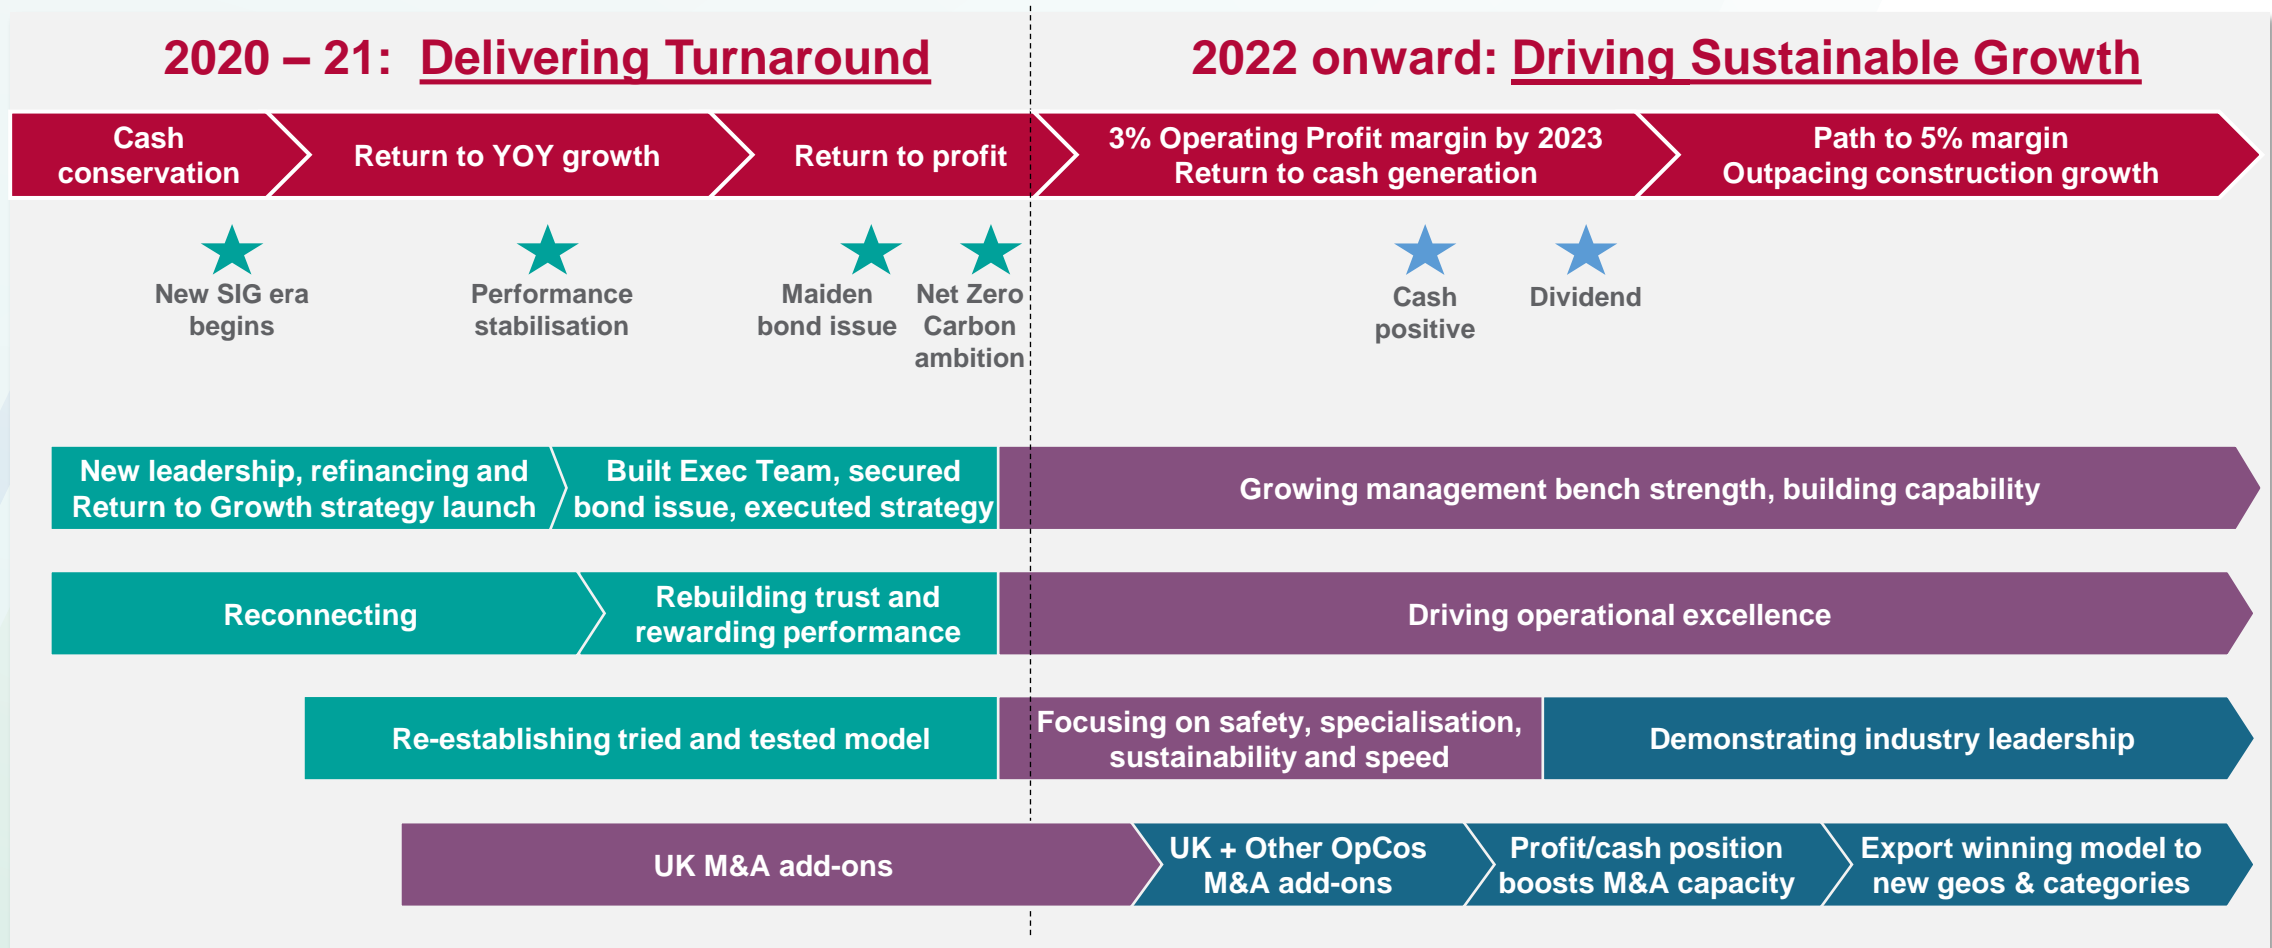 2020 – 21: Delivering Turnaround
2022 onward: Driving Sustainable Growth
Cash
conservation
Return to YOY growth
Return to profit
3% Operating Profit margin by 2023
Return to cash generation
Path to 5% margin
Outpacing construction growth
New SIG era
begins
Performance
stabilisation
Maiden
bond issue
Net Zero
Carbon
ambition
Cash
positive
Dividend
New leadership, refinancing and
Return to Growth strategy launch
Built Exec Team, secured
bond issue, executed strategy
Growing management bench strength, building capability
Reconnecting
Rebuilding trust and
rewarding performance
Driving operational excellence
Re-establishing tried and tested model
Focusing on safety, specialisation,
sustainability and speed
Demonstrating industry leadership
UK M&A add-ons
UK + Other OpCos
M&A add-ons
Profit/cash position
boosts M&A capacity
Export winning model to
new geos & categories